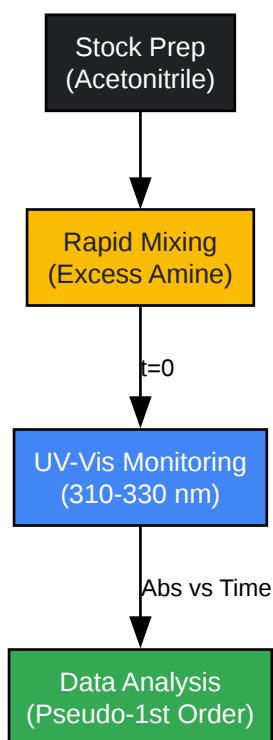 Stock Prep
(Acetonitrile)
Rapid Mixing
(Excess Amine)
t=0
UV-Vis Monitoring
(310-330 nm)
Abs vs Time
Data Analysis
(Pseudo-1st Order)